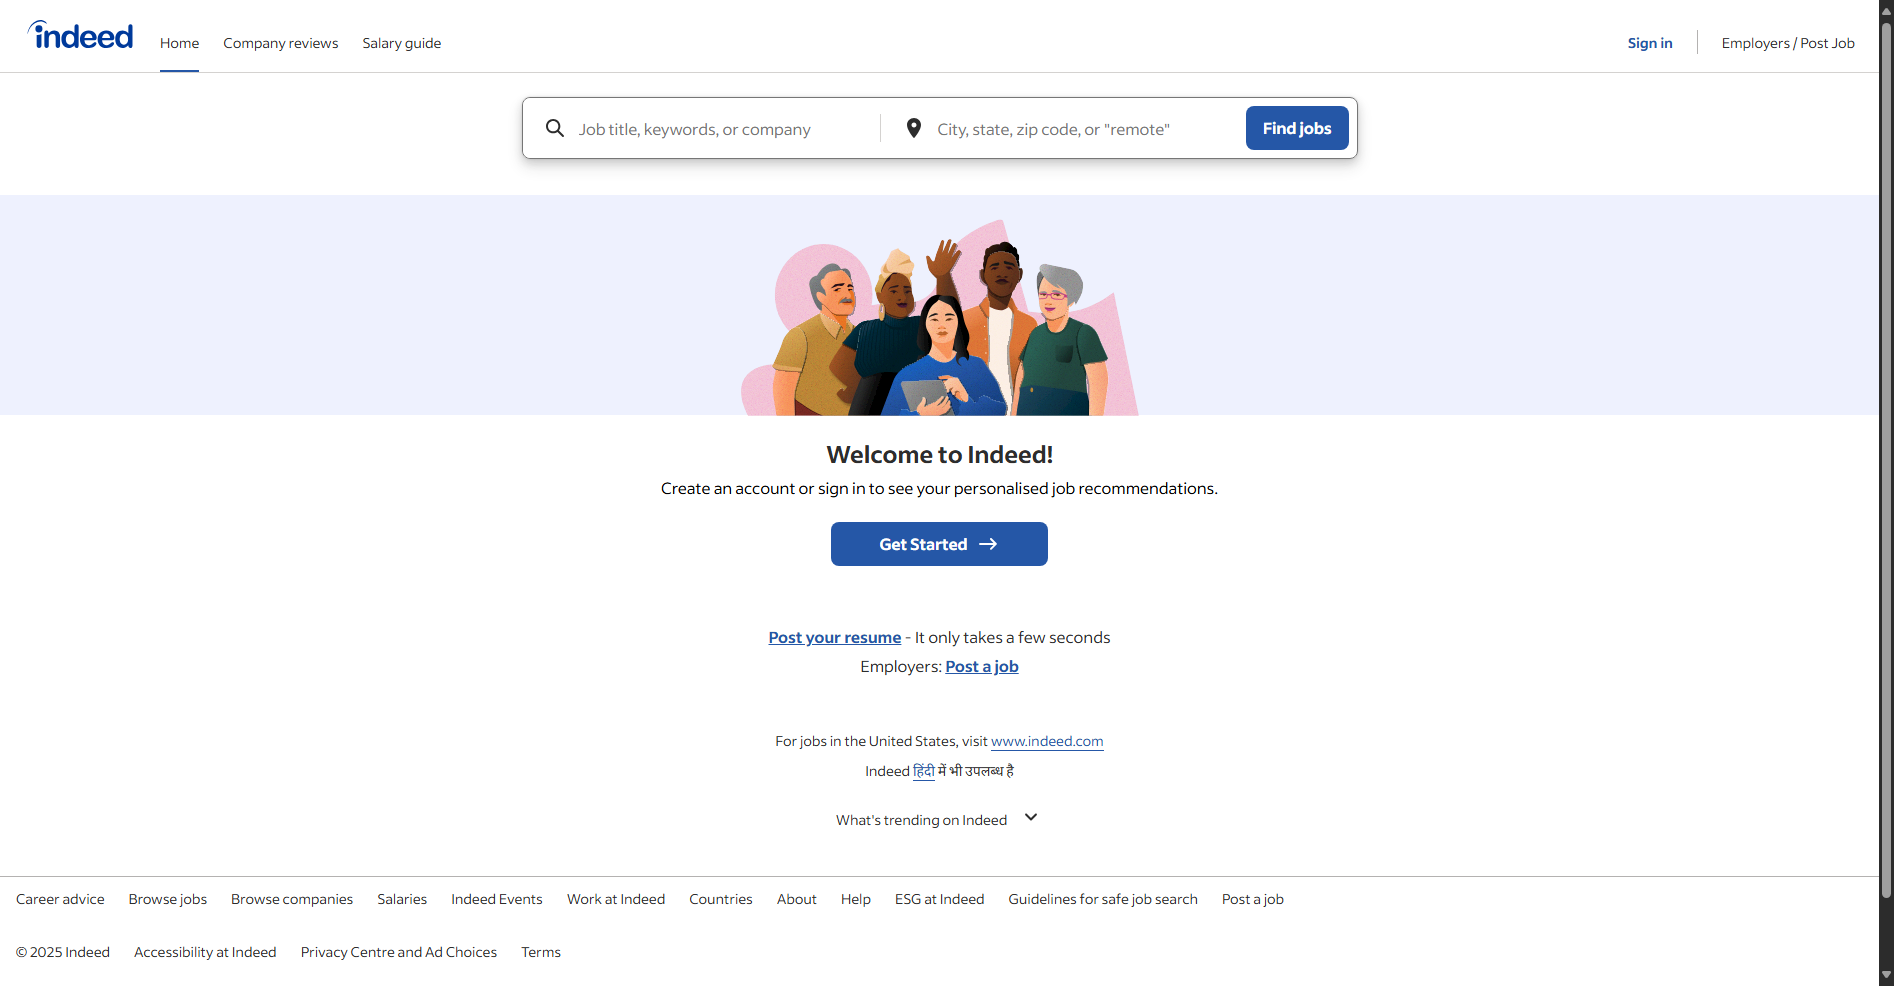 indeed
Home Company reviews Salary guide Sign in Employers / Post Job
Job title, keywords, or company City, state, zip code, or "remote" Find jobs
Welcome to Indeed!
Create an account or sign in to see your personalised job recommendations.
Get Started
Post your resume - It only takes a few seconds
Employers: Post a job
For jobs in the United States, visit www.indeed.com
Indeed हिंदी में भी उपलब्ध है
What's trending on Indeed
Career advice Browse jobs Browse companies Salaries Indeed Events Work at Indeed Countries About Help ESG at Indeed Guidelines for safe job search Post a job
© 2025 Indeed Accessibility at Indeed Privacy Centre and Ad Choices Terms